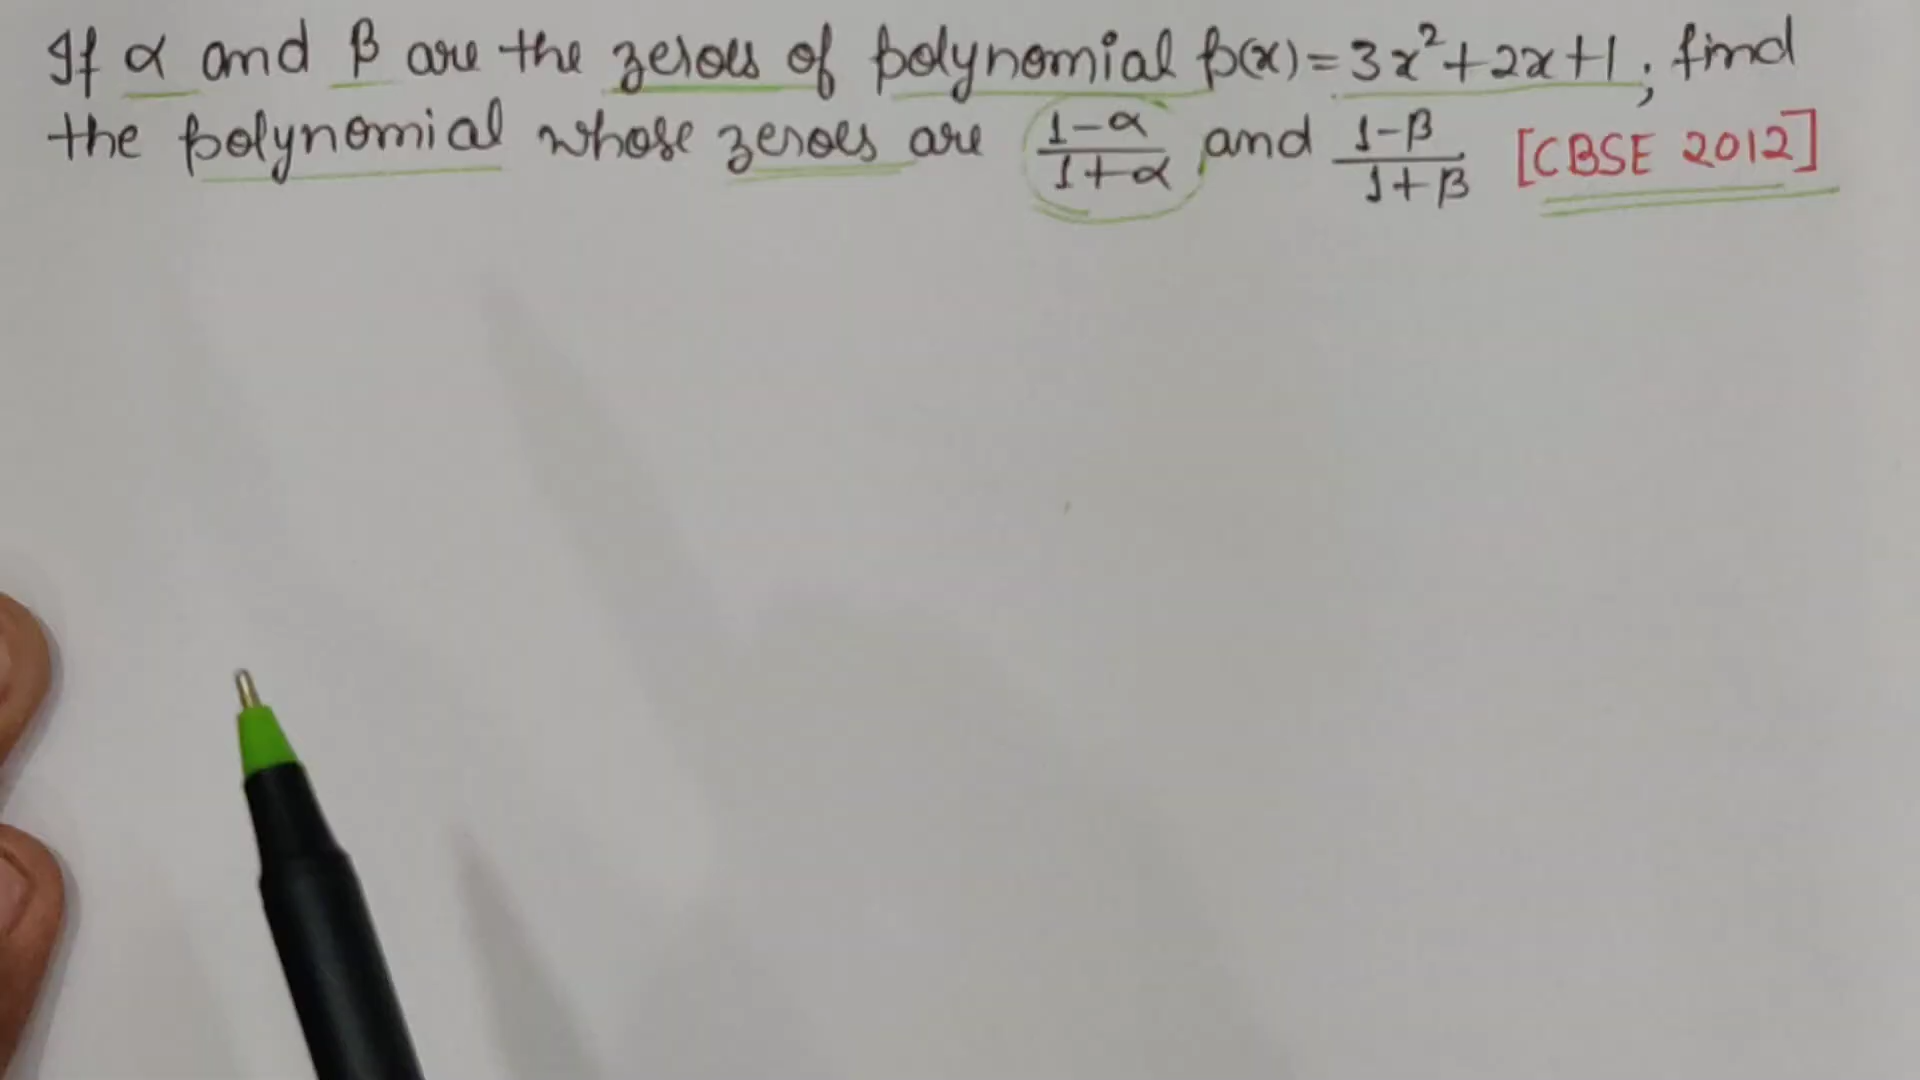 If α and β are the zeroes of polynomial p(x)=3x²+2x+1, find
the polynomial whose zeroes are (1-α)/(1+α) and (1-β)/(1+β) [CBSE 2012]